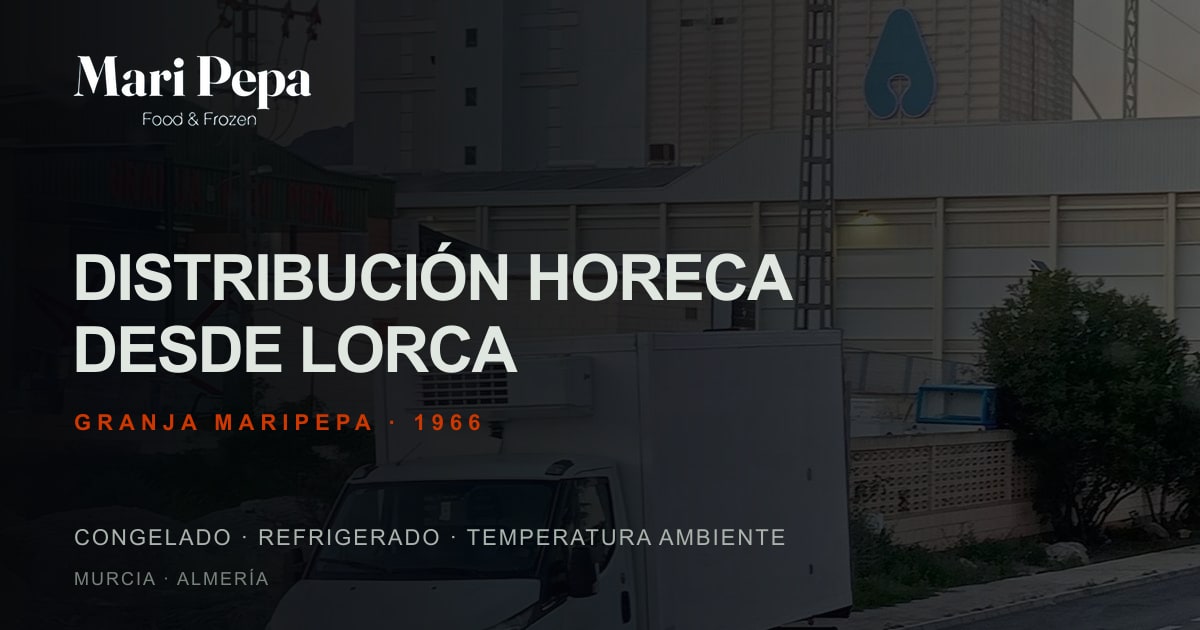 Mari Pepa
Food & Frozen
DISTRIBUCIÓN HORECA
DESDE LORCA
GRANJA MARIPEPA · 1966
CONGELADO · REFRIGERADO · TEMPERATURA AMBIENTE
MURCIA · ALMERÍA